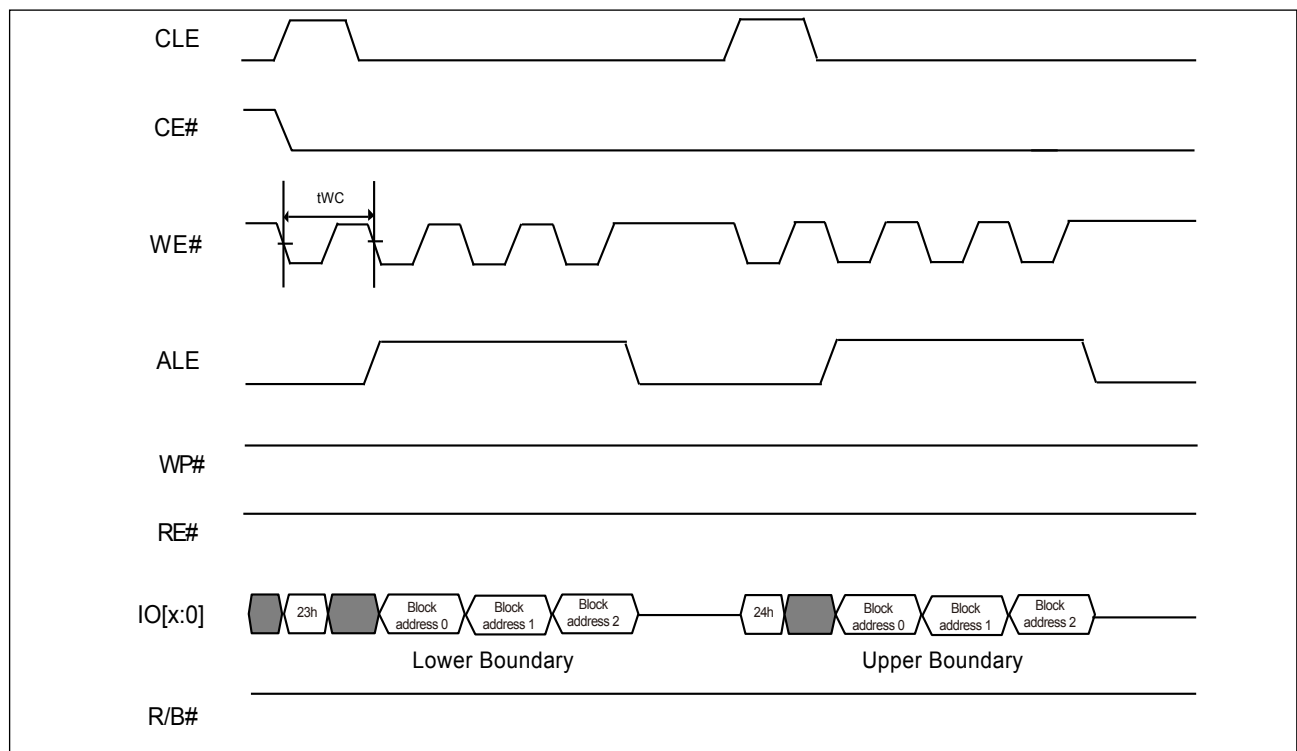 CLE
CE#
tWC
WE#
ALE
WP#
RE#
IO[x:0]
23h
Block
address 0
Block
address 1
Block
address 2
24h
Block
address 0
Block
address 1
Block
address 2
Lower Boundary
Upper Boundary
R/B#